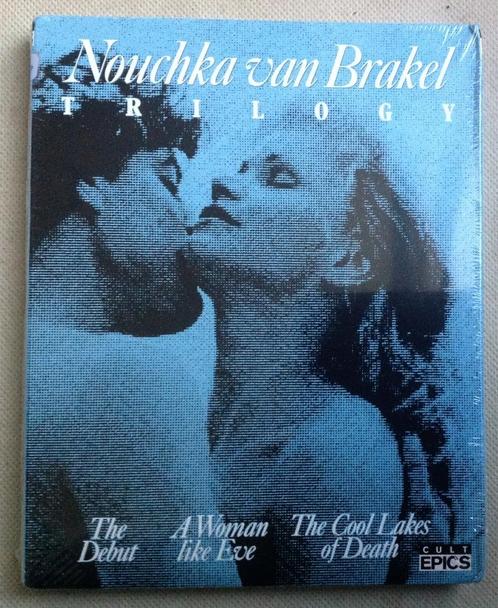 Nouchka van Brakel
TRILOGY
The
Debut
A Woman
like Eve
The Cool Lakes
of Death
CULT
EPICS